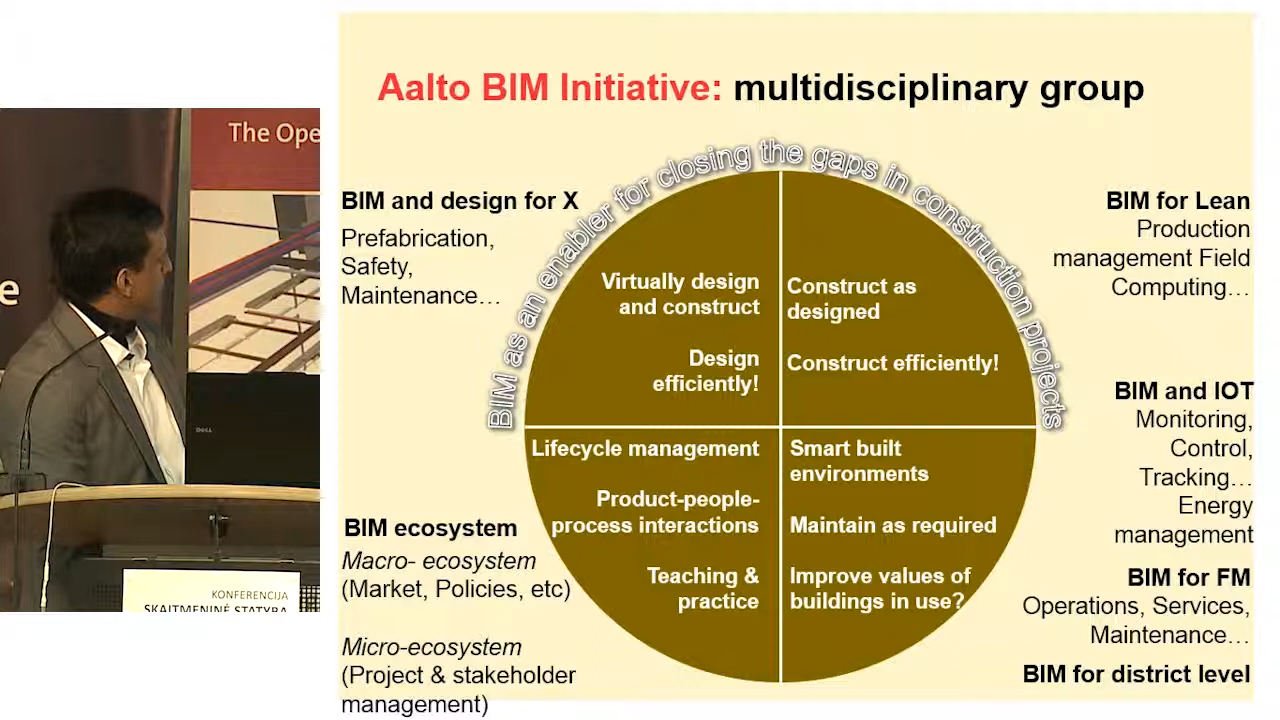 Aalto BIM Initiative: multidisciplinary group
The Ope
e
DELL
KONFERENCIJA
SKAITMENINĖ STATYBA
BIM as an enabler for closing the gaps in construction projects
BIM and design for X
Prefabrication,
Safety,
Maintenance…
BIM ecosystem
Macro- ecosystem
(Market, Policies, etc)
Micro-ecosystem
(Project & stakeholder
management)
Virtually design
and construct
Design
efficiently!
Construct as
designed
Construct efficiently!
Lifecycle management
Product-people-
process interactions
Teaching &
practice
Smart built
environments
Maintain as required
Improve values of
buildings in use?
BIM for Lean
Production
management Field
Computing…
BIM and IOT
Monitoring,
Control,
Tracking…
Energy
management
BIM for FM
Operations, Services,
Maintenance…
BIM for district level